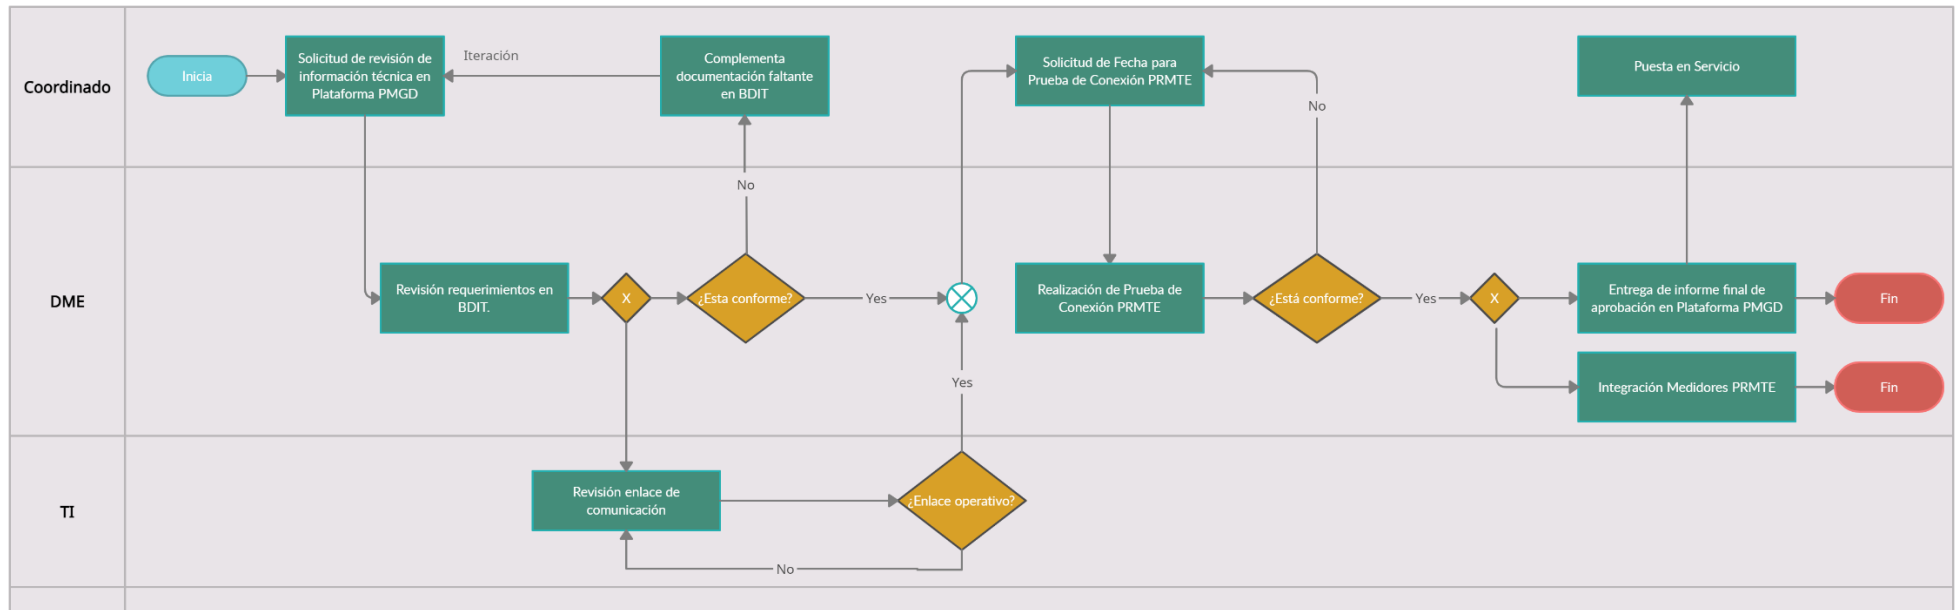 Coordinado
Inicia
Solicitud de revisión de
información técnica en
Plataforma PMGD
Iteración
Complementa
documentación faltante
en BDIT
Solicitud de Fecha para
Prueba de Conexión PRMTE
No
Puesta en Servicio
No
DME
Revisión requerimientos en
BDIT.
X
¿Esta conforme?
Yes
Realización de Prueba de
Conexión PRMTE
¿Está conforme?
Yes
X
Entrega de informe final de
aprobación en Plataforma PMGD
Fin
Yes
Integración Medidores PRMTE
Fin
TI
Revisión enlace de
comunicación
¿Enlace operativo?
No